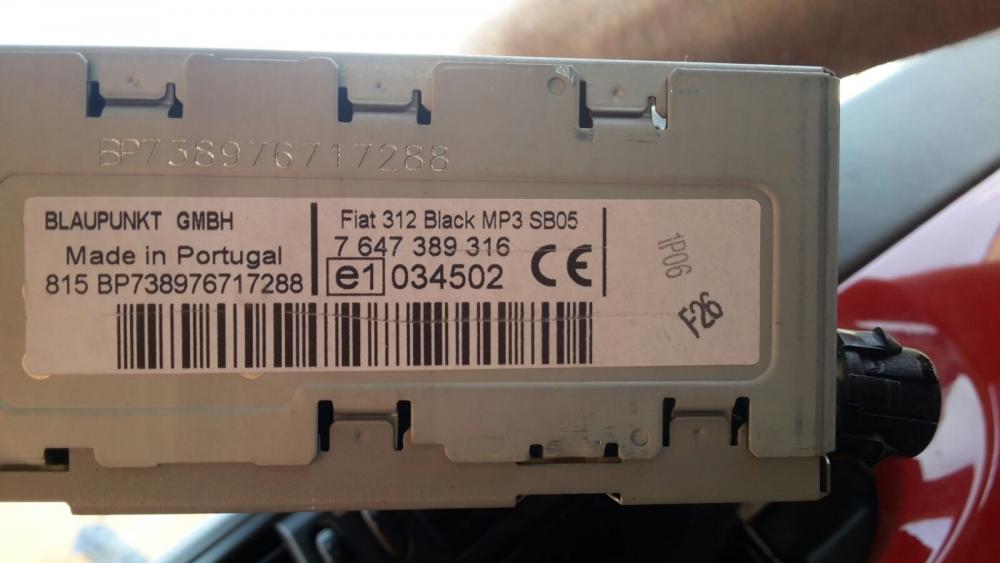 BP738976717288
BLAUPUNKT GMBH
Made in Portugal
815 BP738976717288
Fiat 312 Black MP3 SB05
7 647 389 316
e1 034502
CE
1P06
F26